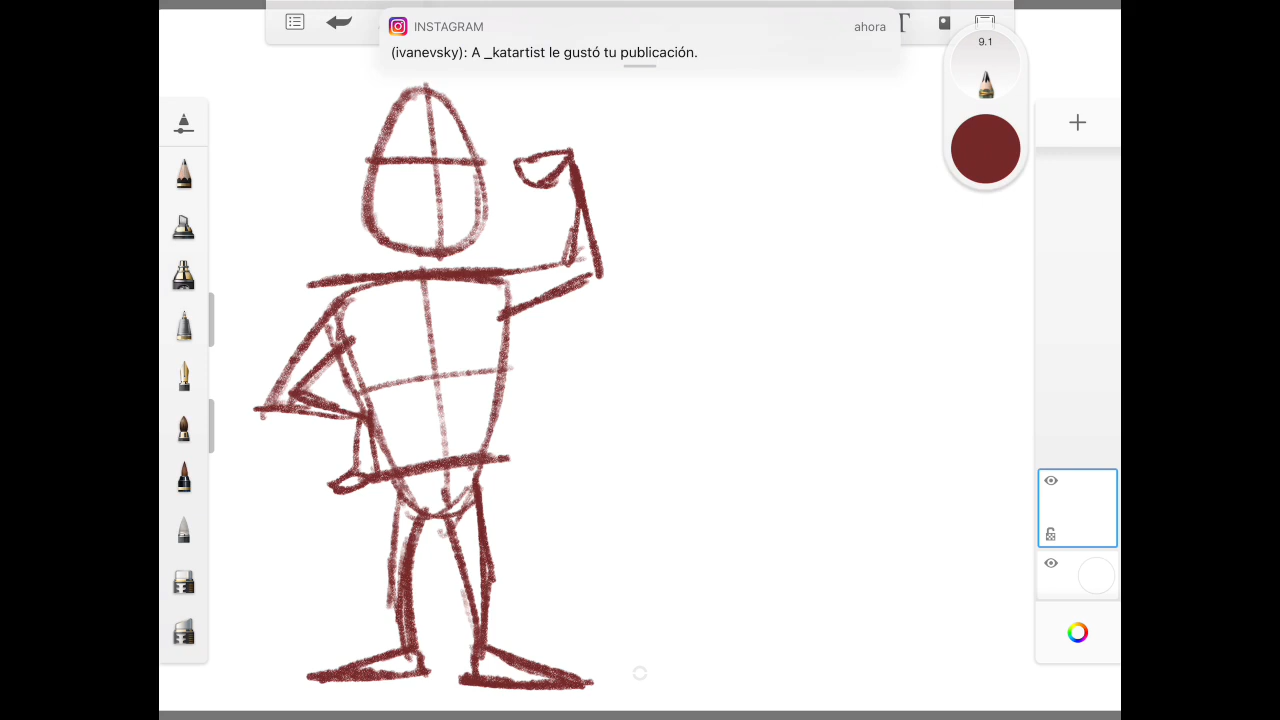 INSTAGRAM ahora
(ivanevsky): A _katartist le gustó tu publicación.
T
9.1